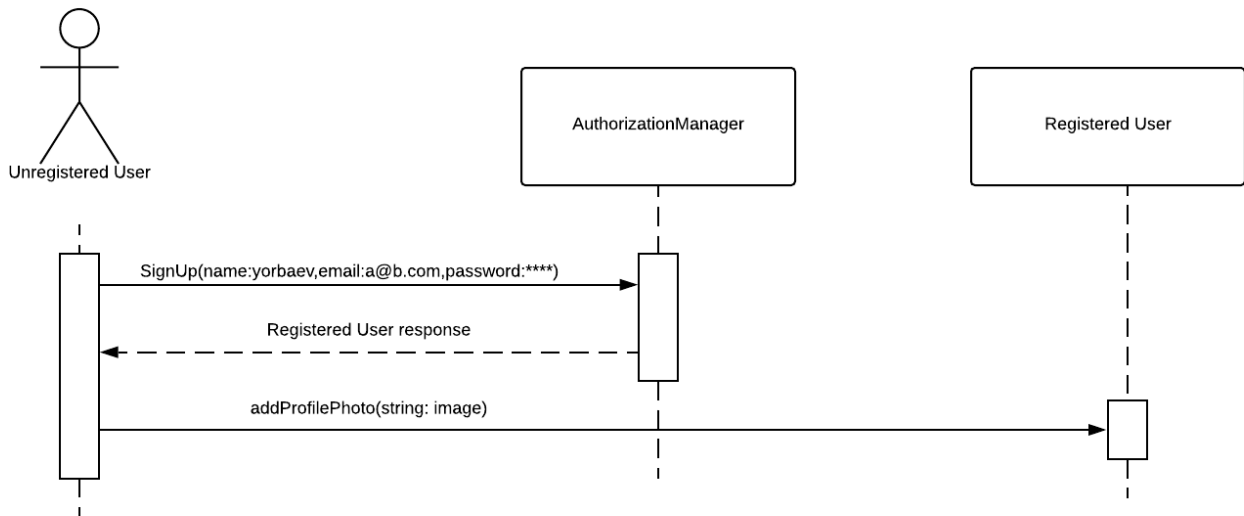 Unregistered User
AuthorizationManager
Registered User
SignUp(name:yorbaev,email:a@b.com,password:****)
Registered User response
addProfilePhoto(string: image)